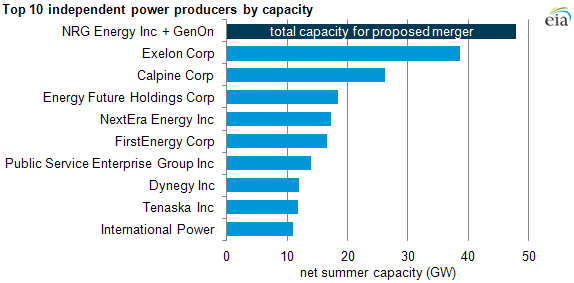 Top 10 independent power producers by capacity
eia
NRG Energy Inc + GenOn
total capacity for proposed merger
Exelon Corp
Calpine Corp
Energy Future Holdings Corp
NextEra Energy Inc
FirstEnergy Corp
Public Service Enterprise Group Inc
Dynegy Inc
Tenaska Inc
International Power
0 10 20 30 40 50
net summer capacity (GW)